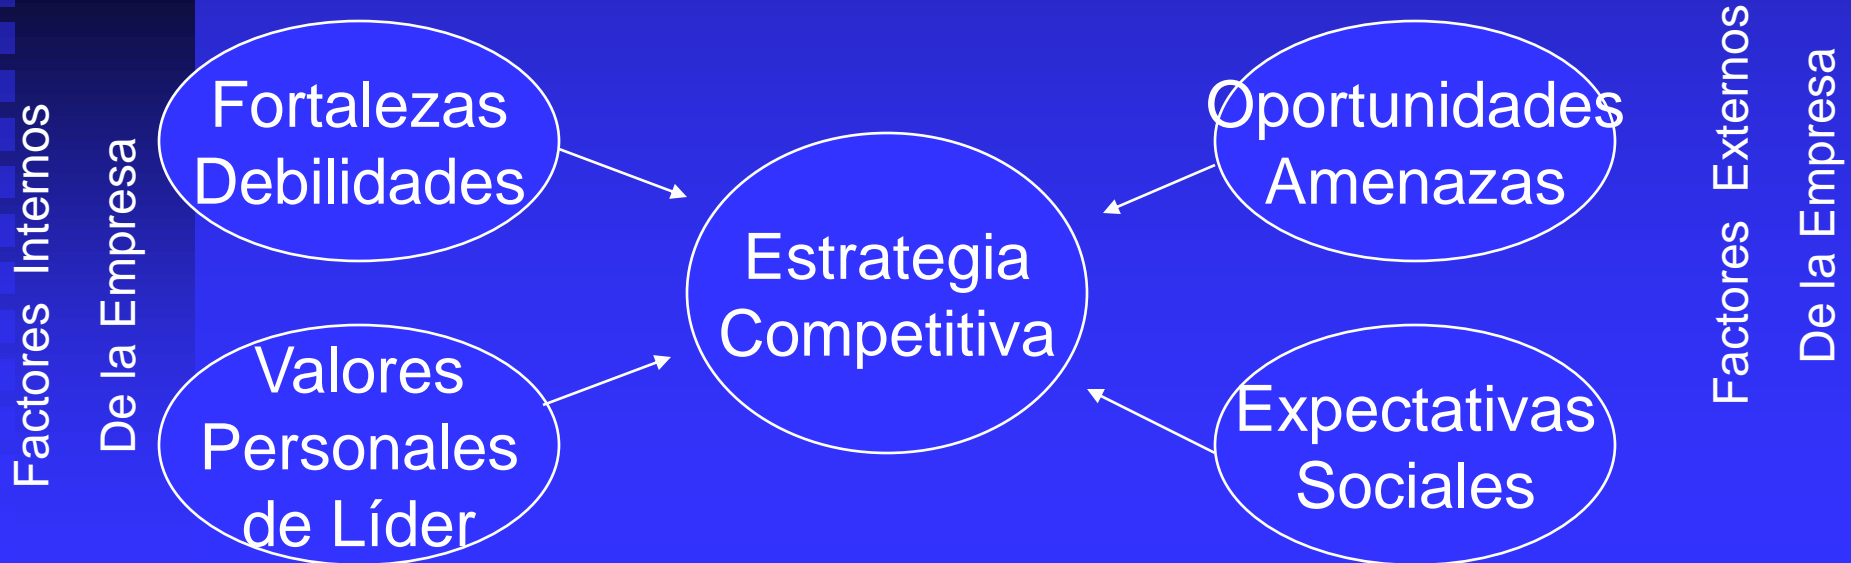 Factores Internos
De la Empresa
Fortalezas
Debilidades
Valores
Personales
de Líder
Estrategia
Competitiva
Oportunidades
Amenazas
Expectativas
Sociales
Factores Externos
De la Empresa